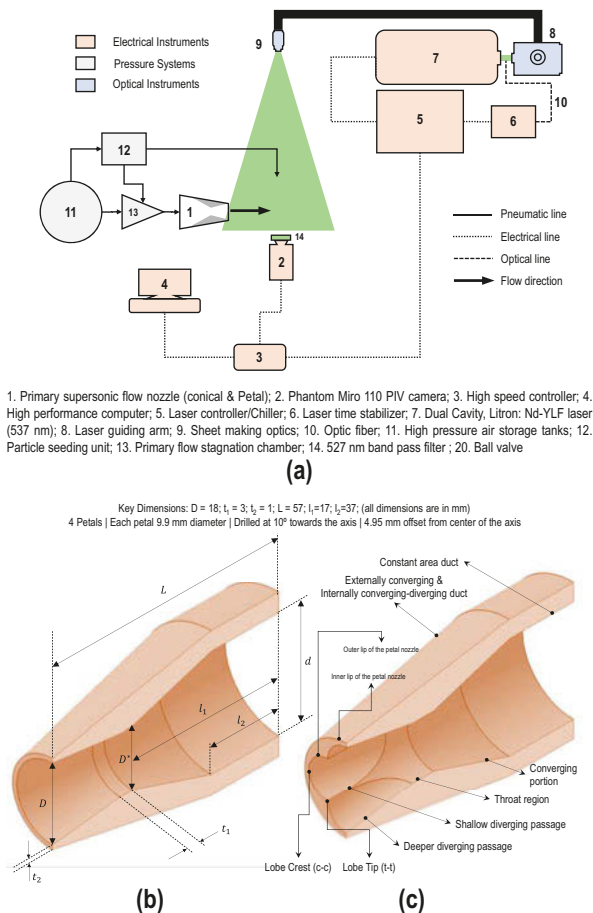 Electrical Instruments
Pressure Systems
Optical Instruments
9
8
7
10
5
6
12
11
13
1
14
2
4
3
Pneumatic line
Electrical line
Optical line
Flow direction
1. Primary supersonic flow nozzle (conical & Petal); 2. Phantom Miro 110 PIV camera; 3. High speed controller; 4.
High performance computer; 5. Laser controller/Chiller; 6. Laser time stabilizer; 7. Dual Cavity, Litron: Nd-YLF laser
(537 nm); 8. Laser guiding arm; 9. Sheet making optics; 10. Optic fiber; 11. High pressure air storage tanks; 12.
Particle seeding unit; 13. Primary flow stagnation chamber; 14. 527 nm band pass filter ; 20. Ball valve
(a)
Key Dimensions: D = 18; t₁ = 3; t₂ = 1; L = 57; l₁=17; l₂=37; (all dimensions are in mm)
4 Petals | Each petal 9.9 mm diameter | Drilled at 10º towards the axis | 4.95 mm offset from center of the axis
L
d
l₁
l₂
D*
D
t₁
t₂
(b)
Constant area duct
Externally converging &
Internally converging-diverging duct
Outer lip of the petal nozzle
Inner lip of the petal nozzle
Converging
portion
Throat region
Shallow diverging passage
Deeper diverging passage
Lobe Crest (c-c)
Lobe Tip (t-t)
(c)